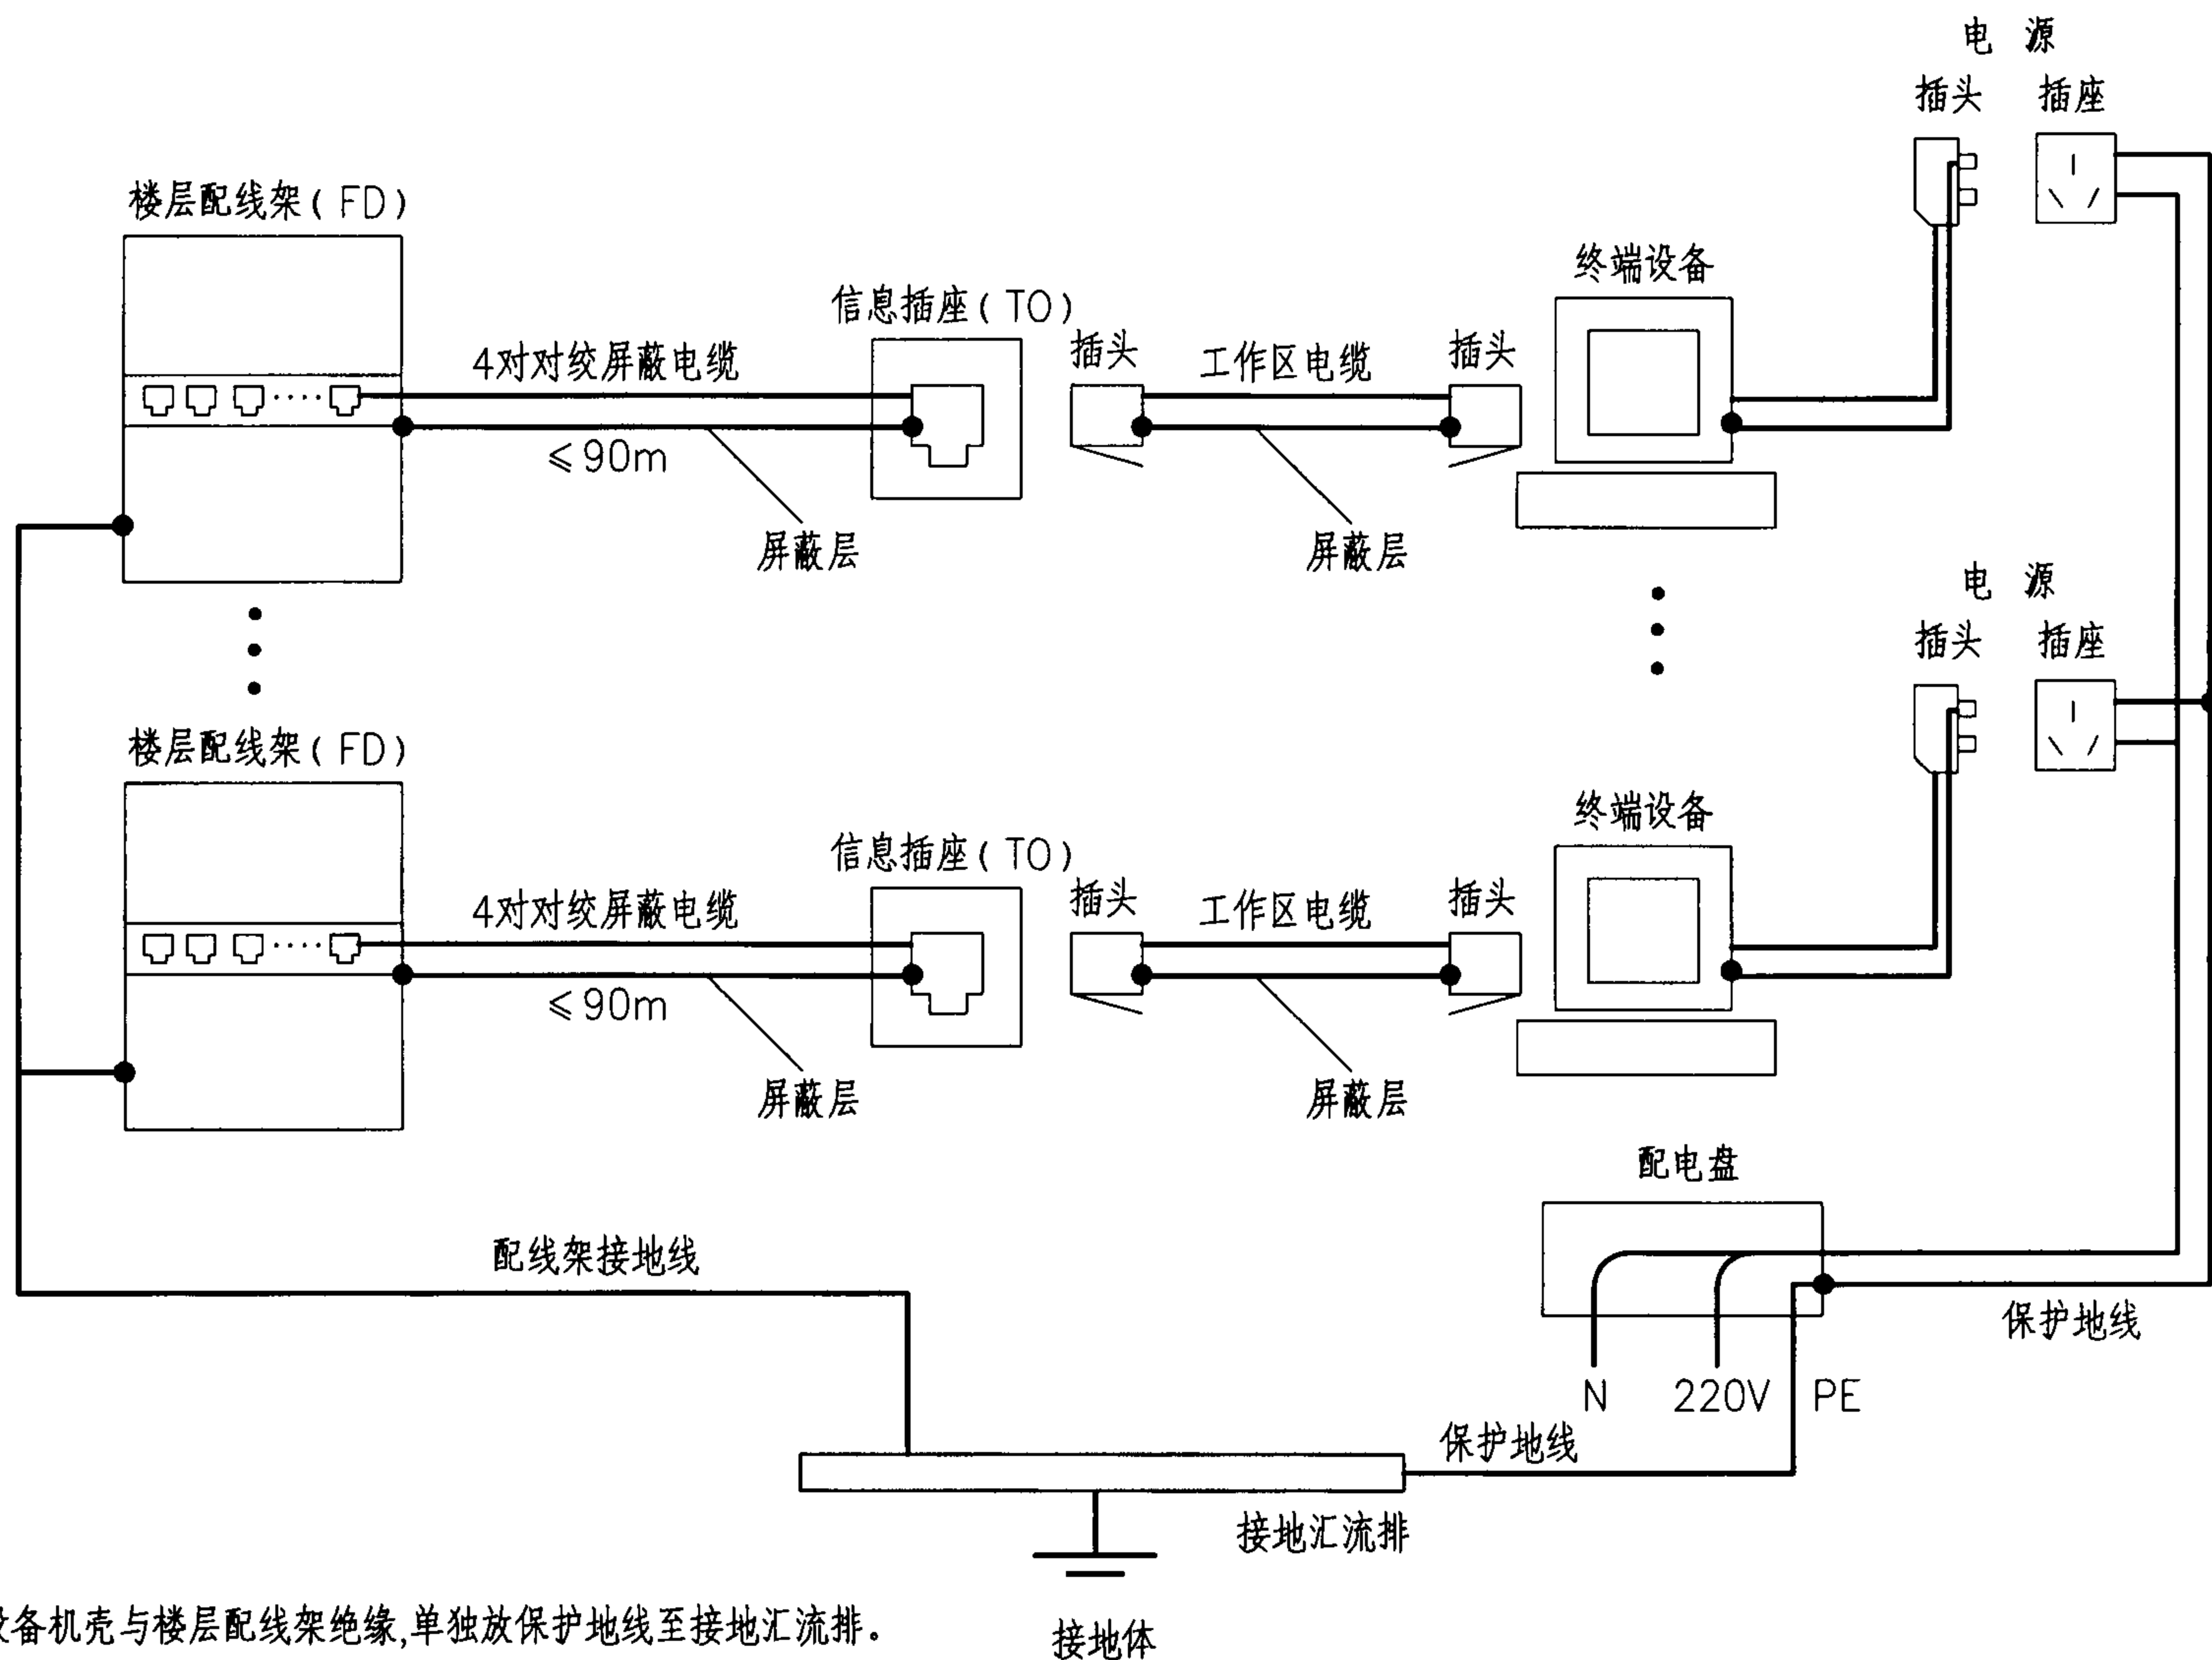 电 源
插头 插座
楼层配线架(FD)
终端设备
信息插座(TO)
4对对绞屏蔽电缆
插头
工作区电缆
插头
≤90m
屏蔽层
屏蔽层
电 源
插头 插座
楼层配线架(FD)
终端设备
信息插座(TO)
4对对绞屏蔽电缆
插头
工作区电缆
插头
≤90m
屏蔽层
屏蔽层
配电盘
配线架接地线
保护地线
N 220V PE
保护地线
接地汇流排
备机壳与楼层配线架绝缘,单独放保护地线至接地汇流排。
接地体